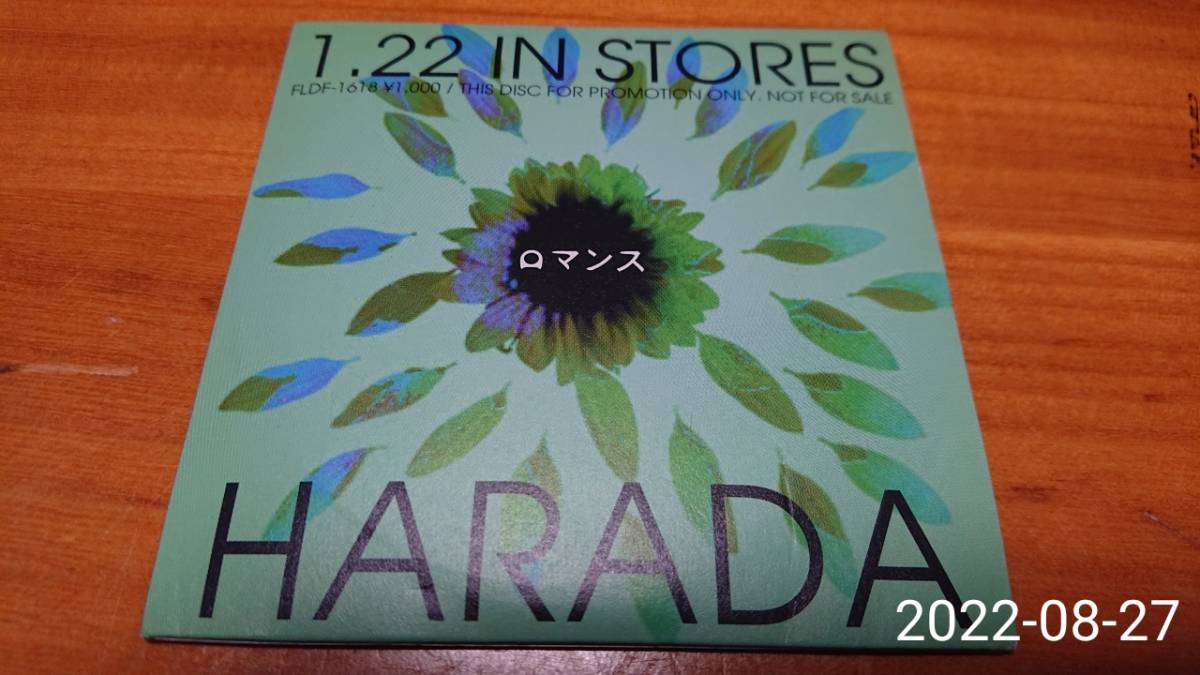 1.22 IN STORES
FLDF-1618 ¥1,000 / THIS DISC FOR PROMOTION ONLY. NOT FOR SALE
ロマンス
HARADA
2022-08-27